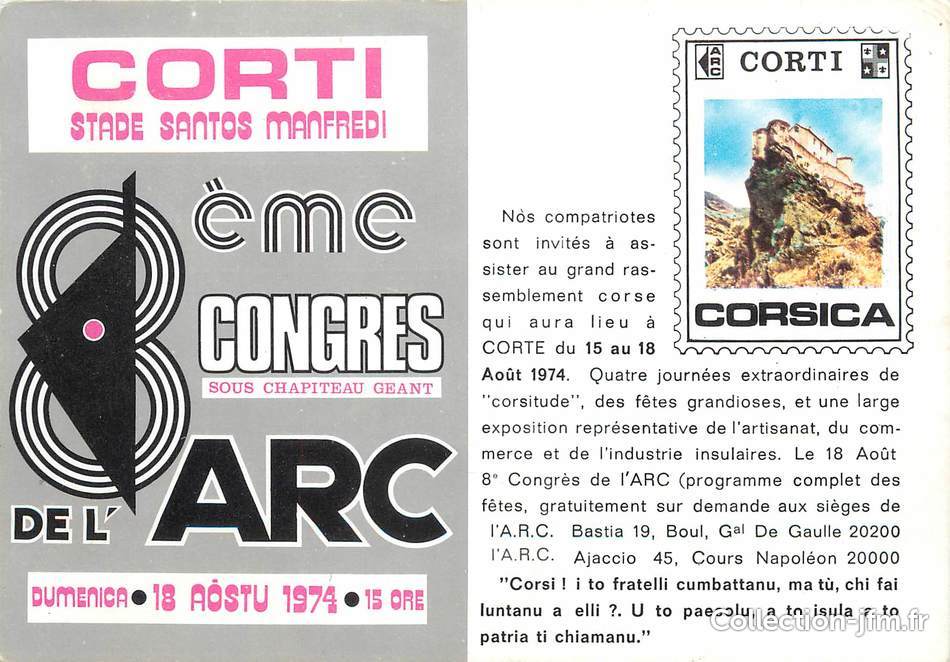 CORTI
STADE SANTOS MANFREDI
8ème
CONGRES
SOUS CHAPITEAU GEANT
DE L'ARC
DUMENICA • 18 AÓSTU 1974 • 15 ORE
ARC CORTI
CORSICA
Nòs compatriotes
sont invités à as-
sister au grand ras-
semblement corse
qui aura lieu à
CORTE du 15 au 18
Août 1974. Quatre journées extraordinaires de
"corsitude", des fêtes grandioses, et une large
exposition représentative de l'artisanat, du com-
merce et de l'industrie insulaires. Le 18 Août
8e Congrès de l'ARC (programme complet des
fêtes, gratuitement sur demande aux sièges de
l'A.R.C. Bastia 19, Boul, Gal De Gaulle 20200
l'A.R.C. Ajaccio 45, Cours Napoléon 20000
"Corsi ! i to fratelli cumbattanu, ma tù, chi fai
luntanu a elli ?. U to paesolu, a to isula a to
patria ti chiamanu."
© Collection-jfm.fr